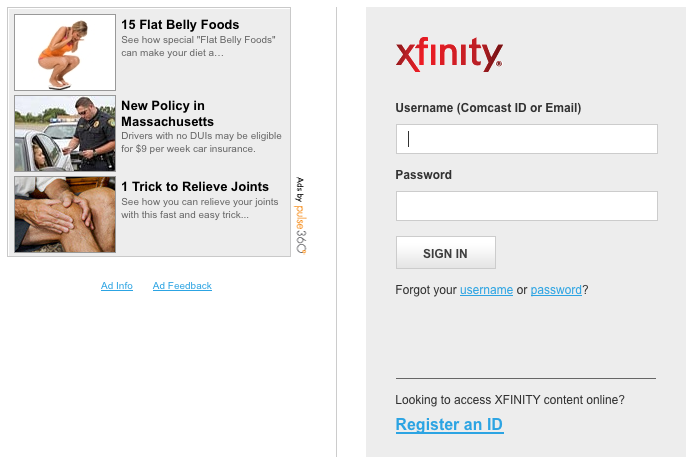 15 Flat Belly Foods
See how special "Flat Belly Foods"
can make your diet a…
New Policy in
Massachusetts
Drivers with no DUIs may be eligible
for $9 per week car insurance.
1 Trick to Relieve Joints
See how you can relieve your joints
with this fast and easy trick...
Ads by pulse360
Ad Info
Ad Feedback
xfinity®
Username (Comcast ID or Email)
Password
SIGN IN
Forgot your username or password?
Looking to access XFINITY content online?
Register an ID